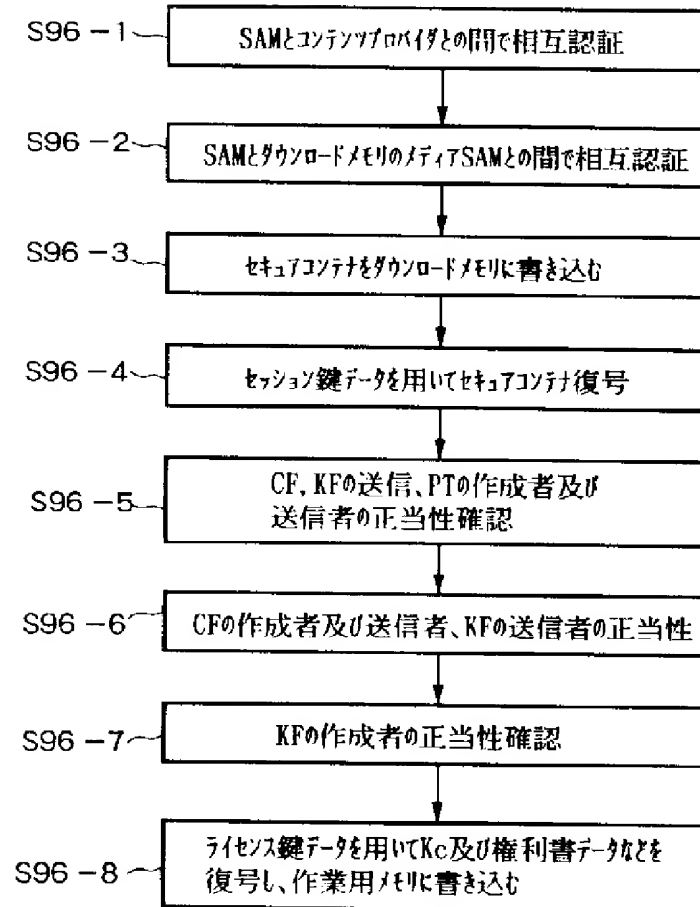 S96-1
SAMとコンテンツプロバイダとの間で相互認証
S96-2
SAMとダウンロードメモリのメディアSAMとの間で相互認証
S96-3
セキュアコンテナをダウンロードメモリに書き込む
S96-4
セッション鍵データを用いてセキュアコンテナ復号
S96-5
CF, KFの送信、PTの作成者及び
送信者の正当性確認
S96-6
CFの作成者及び送信者、KFの送信者の正当性
S96-7
KFの作成者の正当性確認
S96-8
ライセンス鍵データを用いてKc及び権利書データなどを
復号し、作業用メモリに書き込む